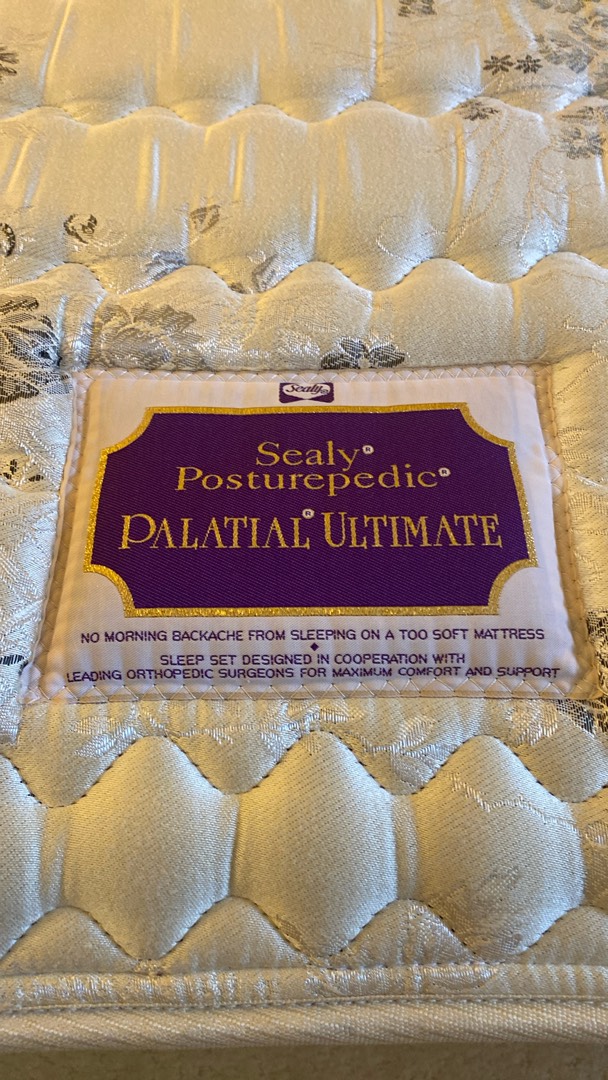 Sealy®
Sealy®
Posturepedic®
PALATIAL® ULTIMATE
NO MORNING BACKACHE FROM SLEEPING ON A TOO SOFT MATTRESS
◆
SLEEP SET DESIGNED IN COOPERATION WITH
LEADING ORTHOPEDIC SURGEONS FOR MAXIMUM COMFORT AND SUPPORT